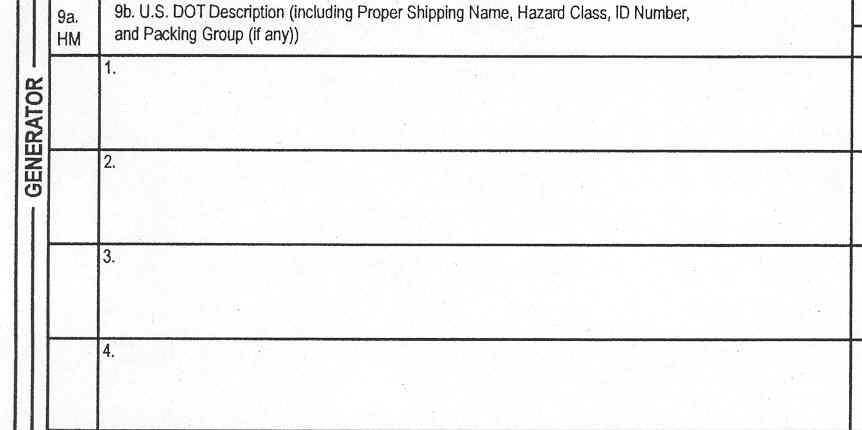 9a.
HM
9b. U.S. DOT Description (including Proper Shipping Name, Hazard Class, ID Number,
and Packing Group (if any))
GENERATOR
1.
2.
3.
4.